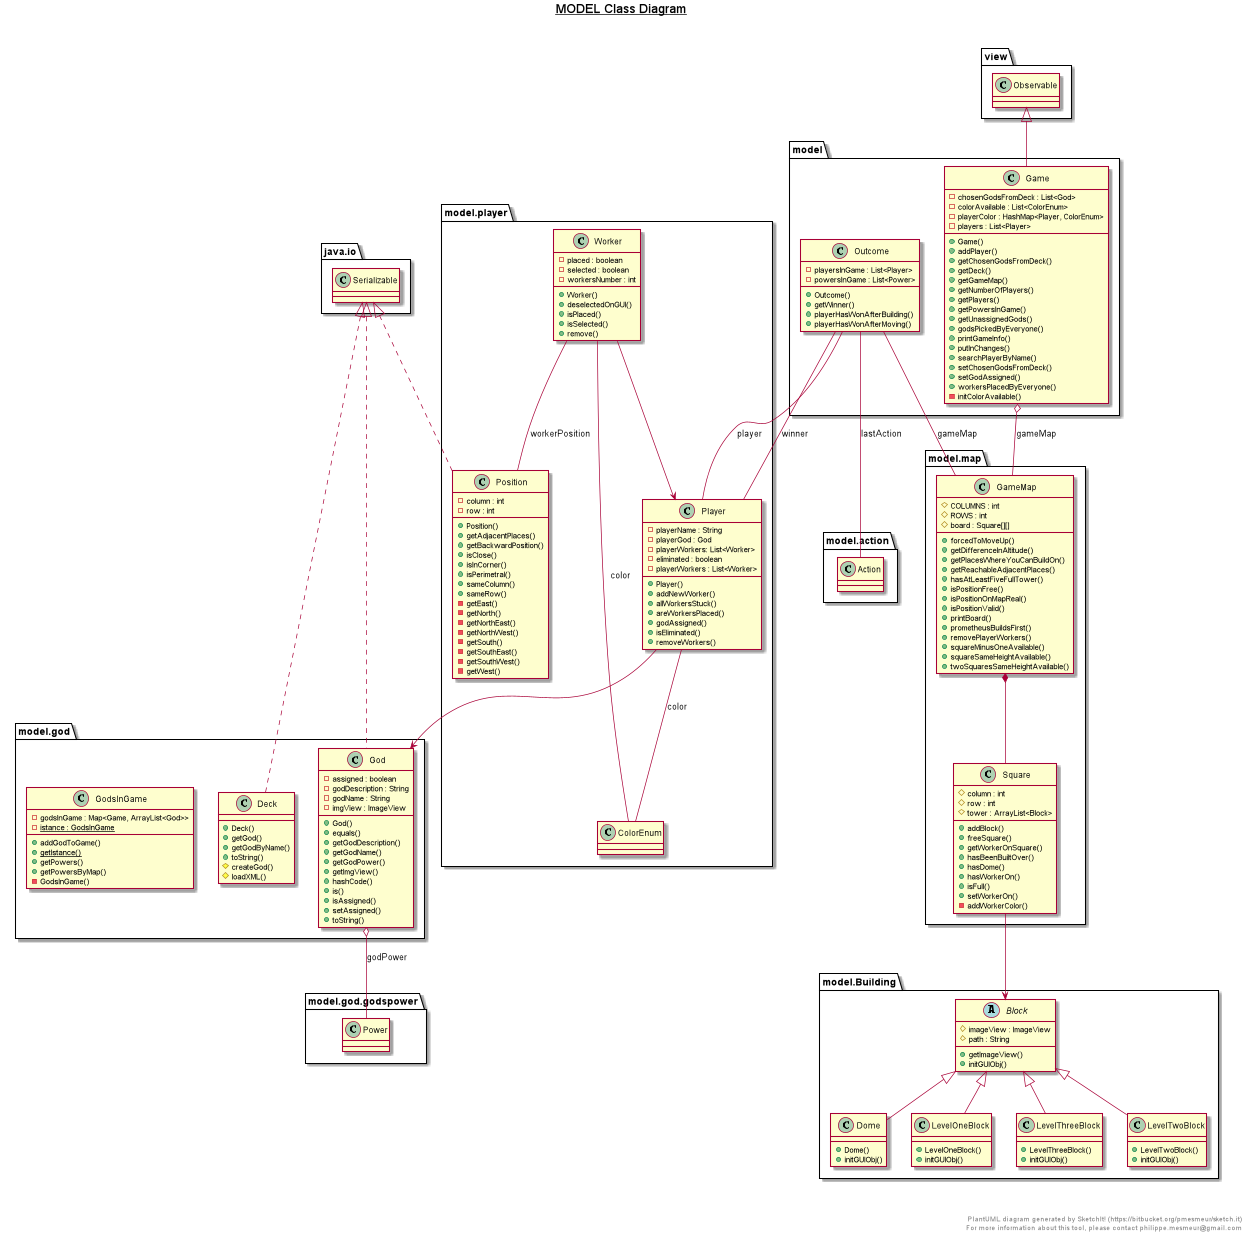 MODEL Class Diagram
view
C Observable
model
C Game
chosenGodsFromDeck : List<God>
colorAvailable : List<ColorEnum>
playerColor : HashMap<Player, ColorEnum>
players : List<Player>
Game()
addPlayer()
getChosenGodsFromDeck()
getDeck()
getGameMap()
getNumberOfPlayers()
getPlayers()
getPowersInGame()
getUnassignedGods()
godsPickedByEveryone()
printGameInfo()
putInChanges()
searchPlayerByName()
setChosenGodsFromDeck()
setGodAssigned()
workersPlacedByEveryone()
initColorAvailable()
C Outcome
playersInGame : List<Player>
powersInGame : List<Power>
Outcome()
getWinner()
playerHasWonAfterBuilding()
playerHasWonAfterMoving()
model.player
C Worker
placed : boolean
selected : boolean
workersNumber : int
Worker()
deselectedOnGUI()
isPlaced()
isSelected()
remove()
java.io
C Serializable
workerPosition
player
winner
lastAction
gameMap
gameMap
C Position
column : int
row : int
Position()
getAdjacentPlaces()
getBackwardPosition()
isClose()
isInCorner()
isPerimetral()
sameColumn()
sameRow()
getEast()
getNorth()
getNorthEast()
getNorthWest()
getSouth()
getSouthEast()
getSouthWest()
getWest()
color
C Player
playerName : String
playerGod : God
playerWorkers: List<Worker>
eliminated : boolean
playerWorkers : List<Worker>
Player()
addNewWorker()
allWorkersStuck()
areWorkersPlaced()
godAssigned()
isEliminated()
removeWorkers()
model.action
C Action
model.map
C GameMap
COLUMNS : int
ROWS : int
board : Square[][]
forcedToMoveUp()
getDifferenceInAltitude()
getPlacesWhereYouCanBuildOn()
getReachableAdjacentPlaces()
hasAtLeastFiveFullTower()
isPositionFree()
isPositionOnMapReal()
isPositionValid()
printBoard()
prometheusBuildsFirst()
removePlayerWorkers()
squareMinusOneAvailable()
squareSameHeightAvailable()
twoSquaresSameHeightAvailable()
color
model.god
C GodsInGame
godsInGame : Map<Game, ArrayList<God>>
istance : GodsInGame
addGodToGame()
getIstance()
getPowers()
getPowersByMap()
GodsInGame()
C Deck
Deck()
getGod()
getGodByName()
toString()
createGod()
loadXML()
C God
assigned : boolean
godDescription : String
godName : String
imgView : ImageView
God()
equals()
getGodDescription()
getGodName()
getGodPower()
getImgView()
hashCode()
is()
isAssigned()
setAssigned()
toString()
C ColorEnum
C Square
column : int
row : int
tower : ArrayList<Block>
addBlock()
freeSquare()
getWorkerOnSquare()
hasBeenBuiltOver()
hasDome()
hasWorkerOn()
isFull()
setWorkerOn()
addWorkerColor()
godPower
model.god.godspower
C Power
model.Building
A Block
imageView : ImageView
path : String
getImageView()
initGUIObj()
C Dome
Dome()
initGUIObj()
C LevelOneBlock
LevelOneBlock()
initGUIObj()
C LevelThreeBlock
LevelThreeBlock()
initGUIObj()
C LevelTwoBlock
LevelTwoBlock()
initGUIObj()
PlantUML diagram generated by SketchIt! (https://bitbucket.org/pmesmeur/sketch.it)
For more information about this tool, please contact philippe.mesmeur@gmail.com